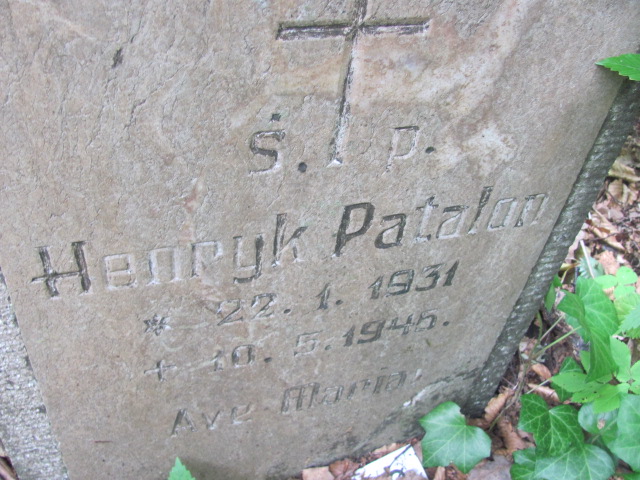 ś. p.
Henryk Patalon
* 22. 1. 1931
+ 10. 5. 1946.
Ave Maria